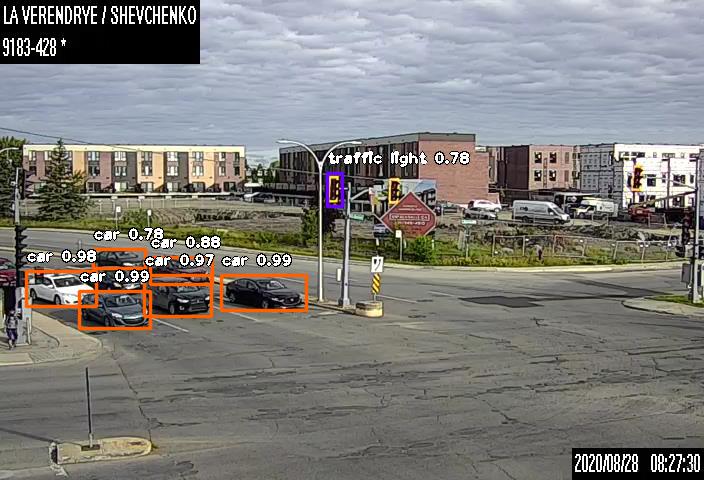 LA VERENDRYE / SHEVCHENKO
9183-428 *
traffic light 0.78
car 0.78
car 0.88
car 0.98
car 0.97
car 0.99
car 0.99
2020/08/28 08:27:30